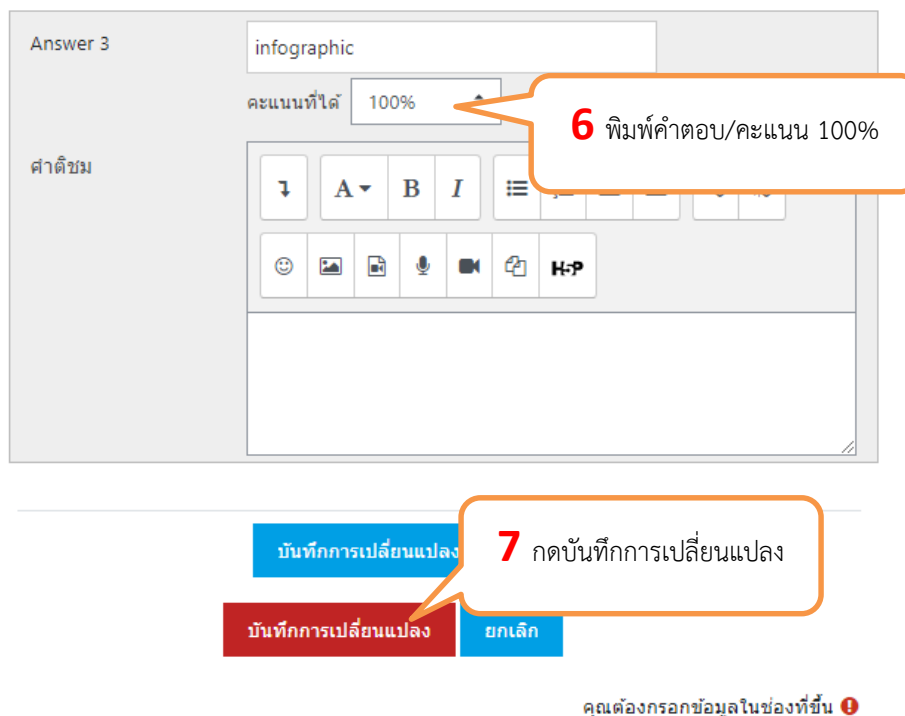 Answer 3
infographic
คะแนนที่ได้ 100%
6 พิมพ์คำตอบ/คะแนน 100%
คำติชม
A B I
H5P
บันทึกการเปลี่ยนแปลง
7 กดบันทึกการเปลี่ยนแปลง
บันทึกการเปลี่ยนแปลง ยกเลิก
คุณต้องกรอกข้อมูลในช่องที่ขึ้น